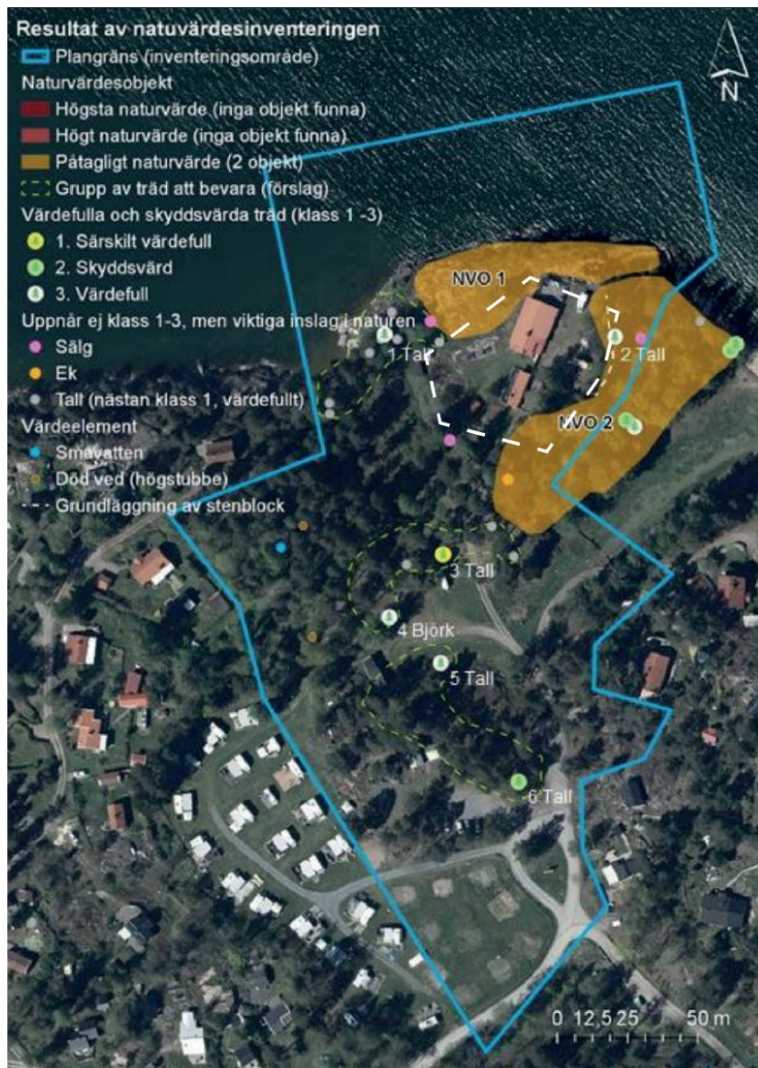 Resultat av natuvärdesinventeringen
Plangräns (inventeringsområde)
Naturvärdesobjekt
Högsta naturvärde (inga objekt funna)
Högt naturvärde (inga objekt funna)
Påtagligt naturvärde (2 objekt)
Grupp av träd att bevara (förslag)
Värdefulla och skyddsvärda träd (klass 1 -3)
1. Särskilt värdefull
2. Skyddsvärd
3. Värdefull
Uppnår ej klass 1-3, men viktiga inslag i naturen
Sälg
Ek
Tall (nästan klass 1, värdefullt)
Värdeelement
Småvatten
Död ved (högstubbe)
Grundläggning av stenblock
N
NVO 1
1 Tall
2 Tall
NVO 2
3 Tall
4 Björk
5 Tall
6 Tall
0 12,5 25 50 m